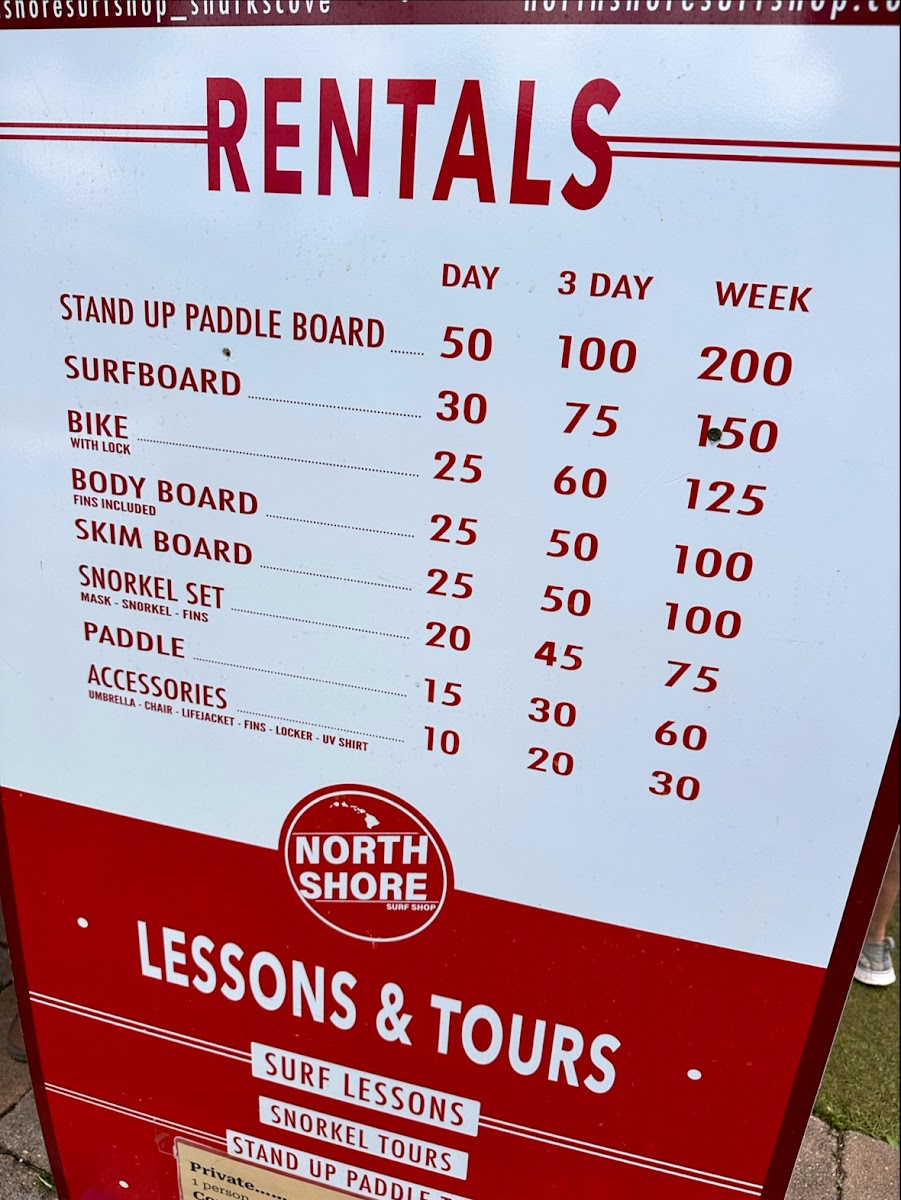 RENTALS
DAY 3 DAY WEEK
STAND UP PADDLE BOARD 50 100 200
SURFBOARD 30 75 150
BIKE 25 60 125
WITH LOCK
BODY BOARD 25 50 100
FINS INCLUDED
SKIM BOARD 25 50 100
SNORKEL SET 20 45 75
MASK - SNORKEL - FINS
PADDLE 15 30 60
ACCESSORIES 10 20 30
UMBRELLA - CHAIR - LIFEJACKET - FINS - LOCKER - UV SHIRT
NORTH
SHORE
SURF SHOP
LESSONS & TOURS
SURF LESSONS
SNORKEL TOURS
STAND UP PADDLE
Private......
1 person